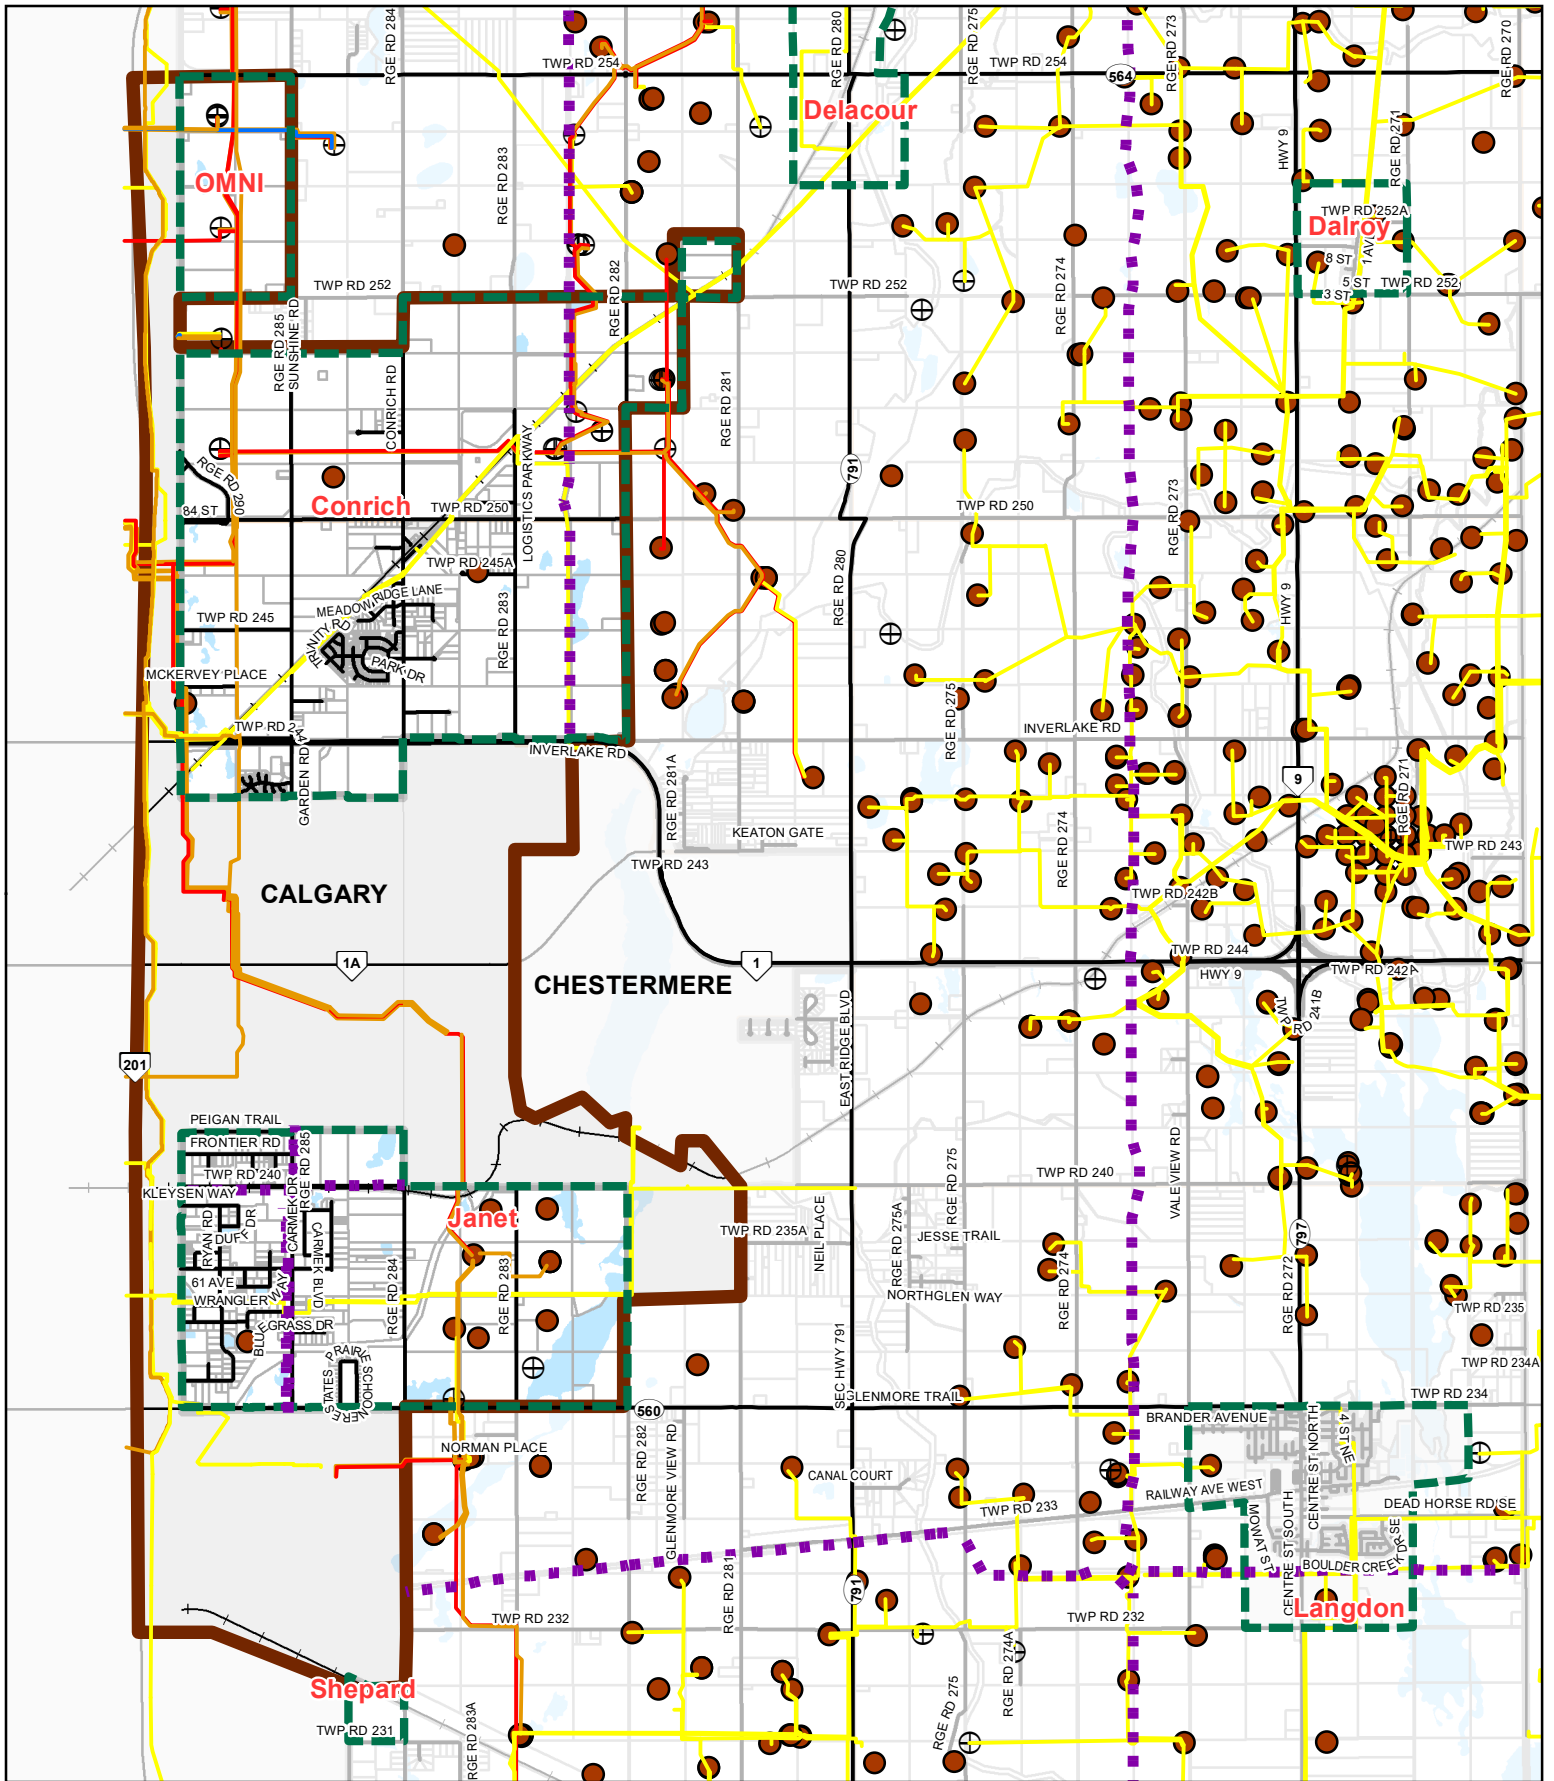 RGE RD 284
TWP RD 254
RGE RD 280
RGE RD 275
TWP RD 254
564
RGE RD 273
RGE RD 270
Delacour
HWY 9
RGE RD 271
RGE RD 283
OMNI
TWP RD 252A
Dalroy
1 AV
8 ST
5 ST
3 ST
TWP RD 252
TWP RD 252
RGE RD 282
TWP RD 252
RGE RD 274
RGE RD 285
SUNSHINE RD
CONRICH RD
RGE RD 281
LOGISTICS PARKWAY
RGE RD 290
791
84 ST
Conrich
TWP RD 250
TWP RD 250
RGE RD 273
TWP RD 245A
RGE RD 280
HWY 9
MEADOW RIDGE LANE
TWP RD 245
TRINITY RD
RGE RD 283
PARK DR
MCKERVEY PLACE
RGE RD 275
TWP RD 244
INVERLAKE RD
INVERLAKE RD
GARDEN RD
RGE RD 281A
9
RGE RD 271
KEATON GATE
TWP RD 243
RGE RD 274
TWP RD 243
CALGARY
TWP RD 242B
1A
1
TWP RD 244
HWY 9
TWP RD 242A
CHESTERMERE
EAST RIDGE BLVD
TWP RD 241B
201
PEIGAN TRAIL
FRONTIER RD
RGE RD 285
TWP RD 240
KLEYSEN WAY
CARMEK DR
RGE RD 275
TWP RD 240
VALE VIEW RD
RYAN RD
DUFF DR
CARMEK BLVD
Janet
TWP RD 235A
NEIL PLACE
RGE RD 275A
JESSE TRAIL
797
61 AVE
WRANGLER WAY
RGE RD 284
RGE RD 283
NORTHGLEN WAY
RGE RD 274
RGE RD 272
TWP RD 235
BLUEGRASS DR
PRAIRIE SCHOONER ESTATES
SEC HWY 791
TWP RD 234A
560
GLENMORE TRAIL
TWP RD 234
BRANDER AVENUE
CENTRE ST NORTH
4 ST NE
NORMAN PLACE
RGE RD 282
GLENMORE VIEW RD
CANAL COURT
RAILWAY AVE WEST
TWP RD 233
DEAD HORSE RD SE
MOWAT ST
CENTRE ST SOUTH
BOULDER CREEK DR SE
RGE RD 281
791
TWP RD 232
TWP RD 232
Langdon
RGE RD 274A
Shepard
RGE RD 275
TWP RD 231
RGE RD 283A